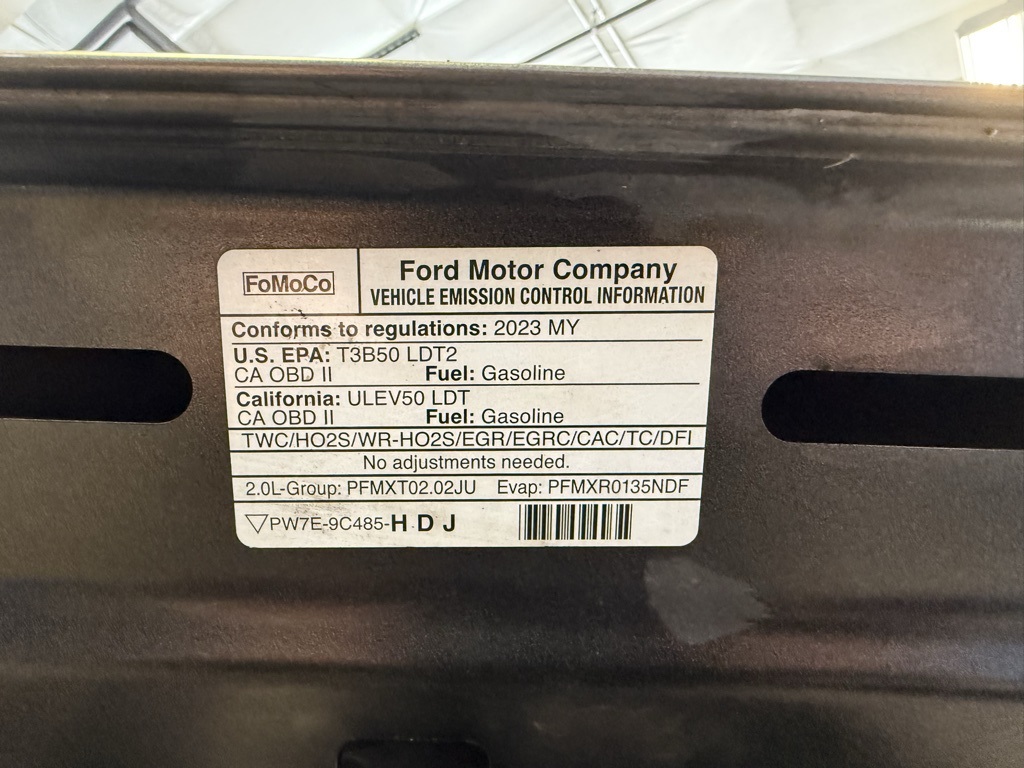 FoMoCo
Ford Motor Company
VEHICLE EMISSION CONTROL INFORMATION
Conforms to regulations: 2023 MY
U.S. EPA: T3B50 LDT2
CA OBD II Fuel: Gasoline
California: ULEV50 LDT
CA OBD II Fuel: Gasoline
TWC/HO2S/WR-HO2S/EGR/EGRC/CAC/TC/DFI
No adjustments needed.
2.0L-Group: PFMXT02.02JU Evap: PFMXR0135NDF
PW7E-9C485-H D J